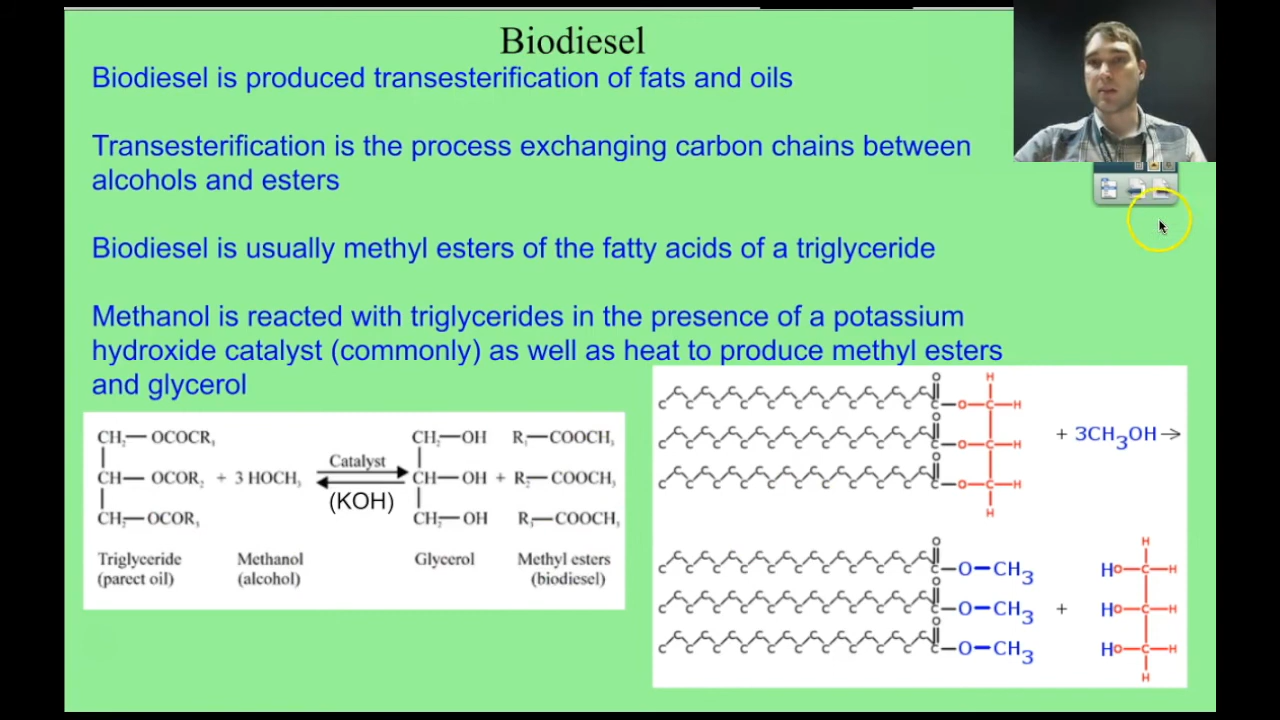 Biodiesel
Biodiesel is produced transesterification of fats and oils
Transesterification is the process exchanging carbon chains between
alcohols and esters
Biodiesel is usually methyl esters of the fatty acids of a triglyceride
Methanol is reacted with triglycerides in the presence of a potassium
hydroxide catalyst (commonly) as well as heat to produce methyl esters
and glycerol
CH₂— OCOCR₁
CH— OCOR₂ + 3 HOCH₃
CH₂—OCOR₃
Catalyst
(KOH)
CH₂—OH R₁—COOCH₃
CH—OH + R₂—COOCH₃
CH₂—OH R₃—COOCH₃
Triglyceride
(parect oil)
Methanol
(alcohol)
Glycerol
Methyl esters
(biodiesel)
C C C C C C C C C C C C C C C C C C C C C O
C—O—C—H
H
C C C C C C C C C C C C C C C C C C C C C O
C—O—C—H
C C C C C C C C C C C C C C C C C C C C C O
C—O—C—H
H
+ 3CH₃OH→
C C C C C C C C C C C C C C C C C C C C C O
C—O—CH₃
C C C C C C C C C C C C C C C C C C C C C O
C—O—CH₃
C C C C C C C C C C C C C C C C C C C C C O
C—O—CH₃
+
H
HO—C—H
HO—C—H
HO—C—H
H